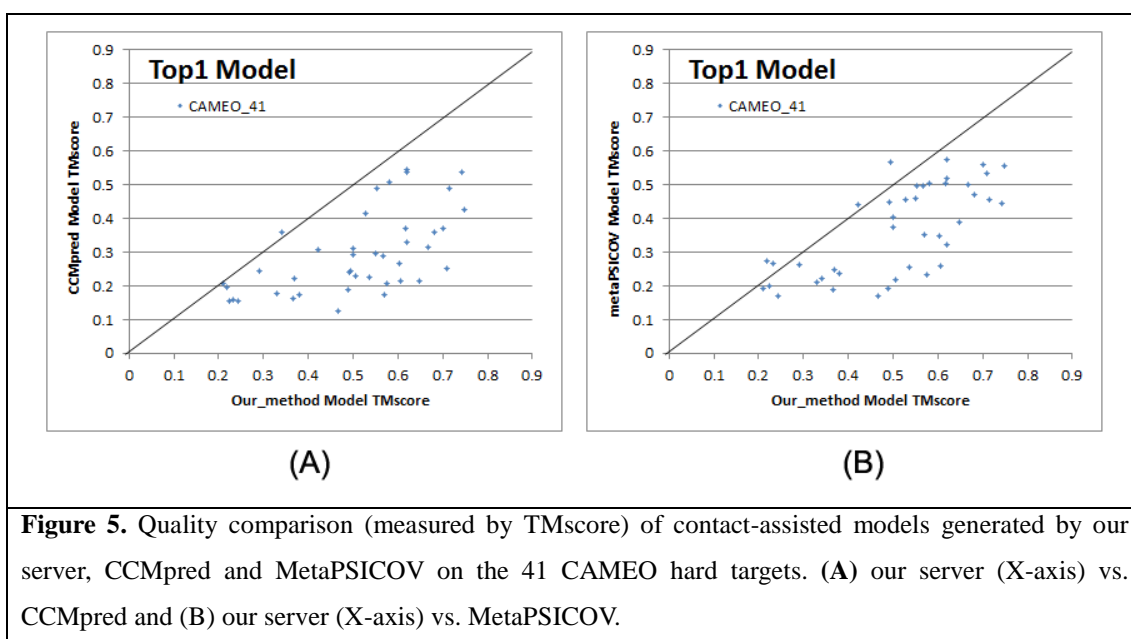 Top1 Model
CAMEO_41
0.9
0.8
0.7
0.6
0.5
0.4
0.3
0.2
0.1
0
0 0.1 0.2 0.3 0.4 0.5 0.6 0.7 0.8 0.9
CCMpred Model TMscore
Our_method Model TMscore
(A)
Top1 Model
CAMEO_41
0.9
0.8
0.7
0.6
0.5
0.4
0.3
0.2
0.1
0
0 0.1 0.2 0.3 0.4 0.5 0.6 0.7 0.8 0.9
metaPSICOV Model TMscore
Our_method Model TMscore
(B)
Figure 5. Quality comparison (measured by TMscore) of contact-assisted models generated by our
server, CCMpred and MetaPSICOV on the 41 CAMEO hard targets. (A) our server (X-axis) vs.
CCMpred and (B) our server (X-axis) vs. MetaPSICOV.